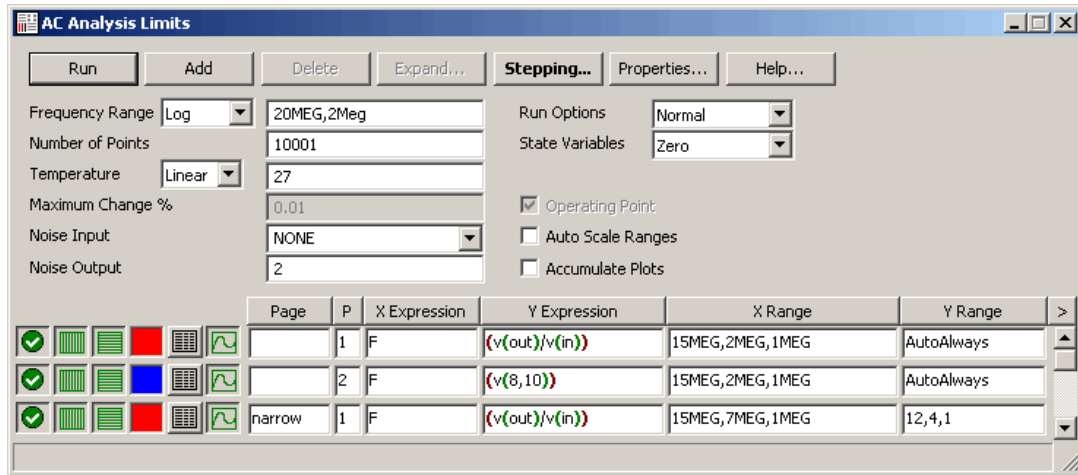 AC Analysis Limits
Run Add Delete Expand... Stepping... Properties... Help...
Frequency Range Log 20MEG,2Meg Run Options Normal
Number of Points 10001 State Variables Zero
Temperature Linear 27
Maximum Change % 0.01 Operating Point
Noise Input NONE Auto Scale Ranges
Noise Output 2 Accumulate Plots
Page P X Expression Y Expression X Range Y Range >
1 F (v(out)/v(in)) 15MEG,2MEG,1MEG AutoAlways
2 F (v(8,10)) 15MEG,2MEG,1MEG AutoAlways
narrow 1 F (v(out)/v(in)) 15MEG,7MEG,1MEG 12,4,1